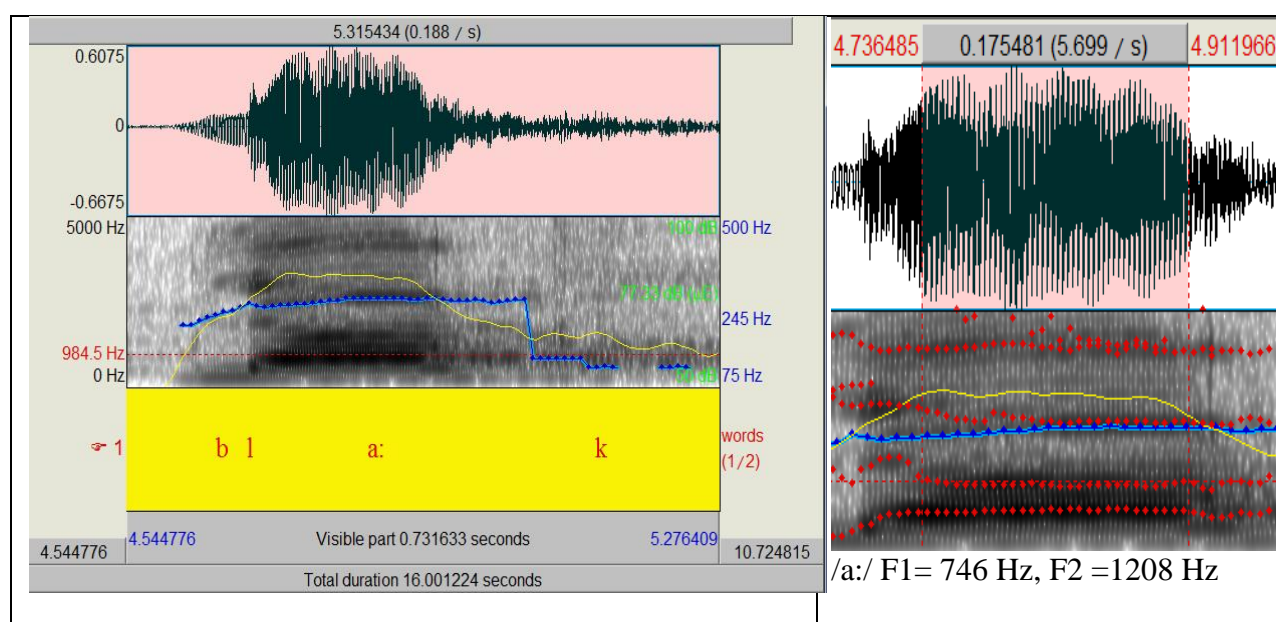 5.315434 (0.188 / s)
0.6075
0
-0.6675
5000 Hz
100 dB 500 Hz
77.33 dB (µE)
245 Hz
984.5 Hz
0 Hz
75 Hz
☞ 1
b l a: k
words
(1/2)
4.544776
4.544776 Visible part 0.731633 seconds 5.276409
10.724815
Total duration 16.001224 seconds
4.736485 0.175481 (5.699 / s) 4.911966
/a:/ F1= 746 Hz, F2 =1208 Hz